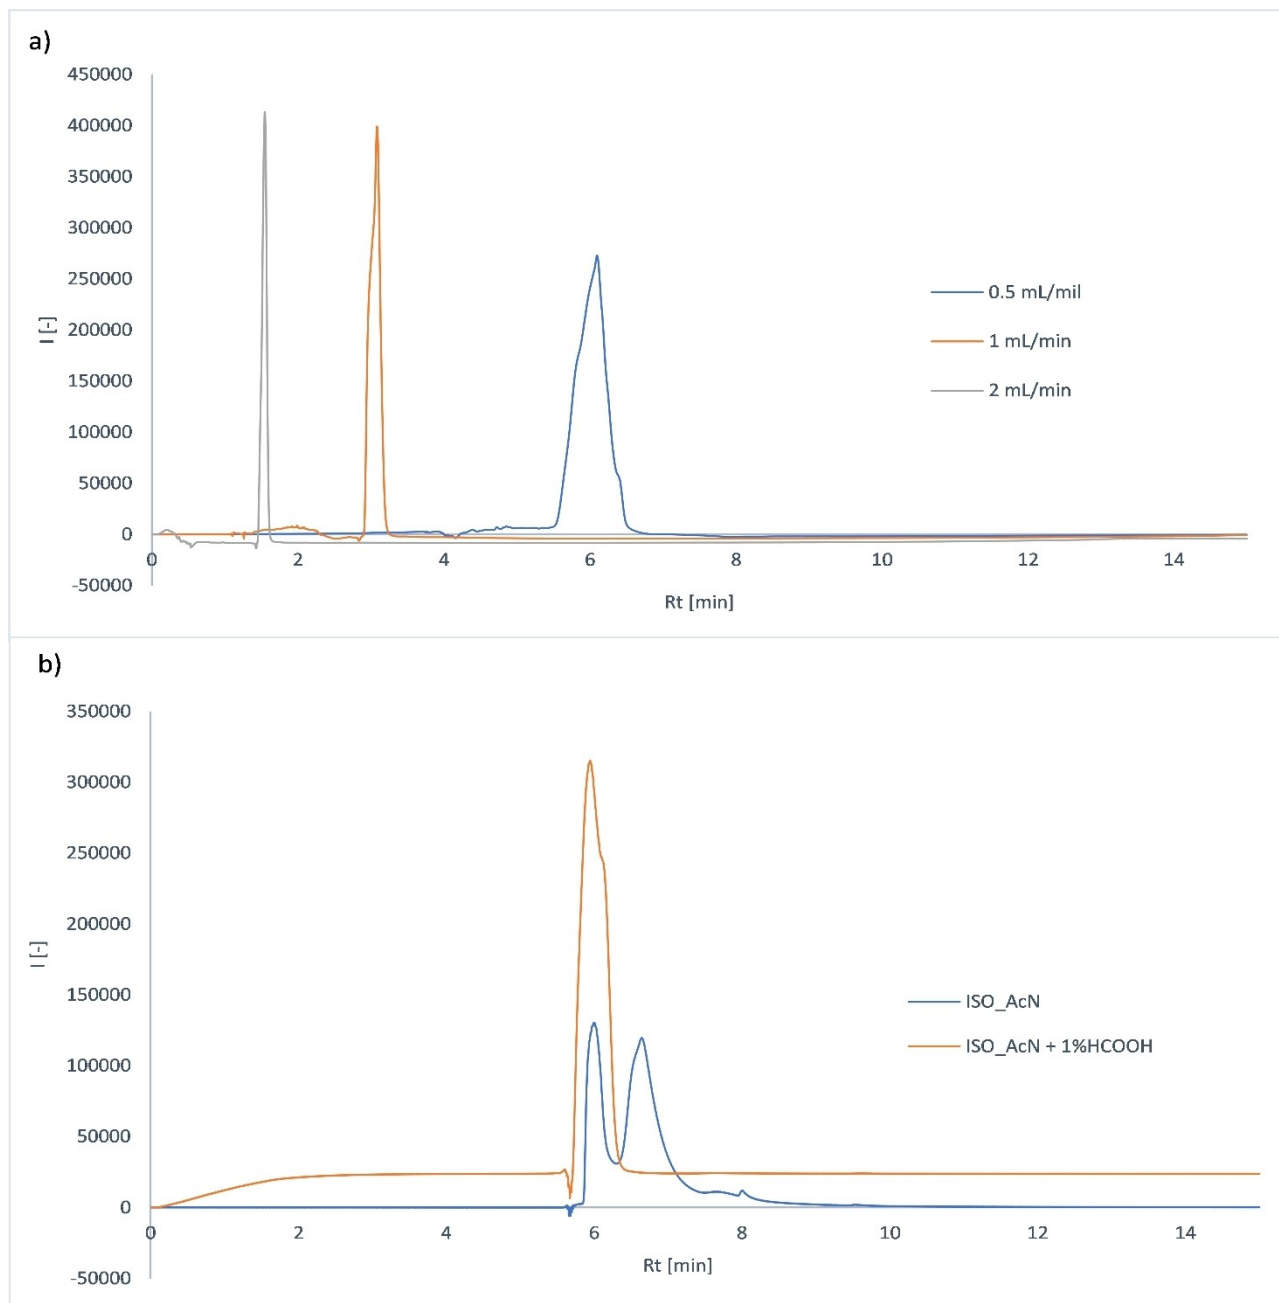 a)
450000
400000
350000
300000
250000
200000
150000
100000
50000
0
-50000
I [-]
0 2 4 6 8 10 12 14
Rt [min]
0.5 mL/mil
1 mL/min
2 mL/min
b)
350000
300000
250000
200000
150000
100000
50000
0
-50000
I [-]
0 2 4 6 8 10 12 14
Rt [min]
ISO_AcN
ISO_AcN + 1%HCOOH